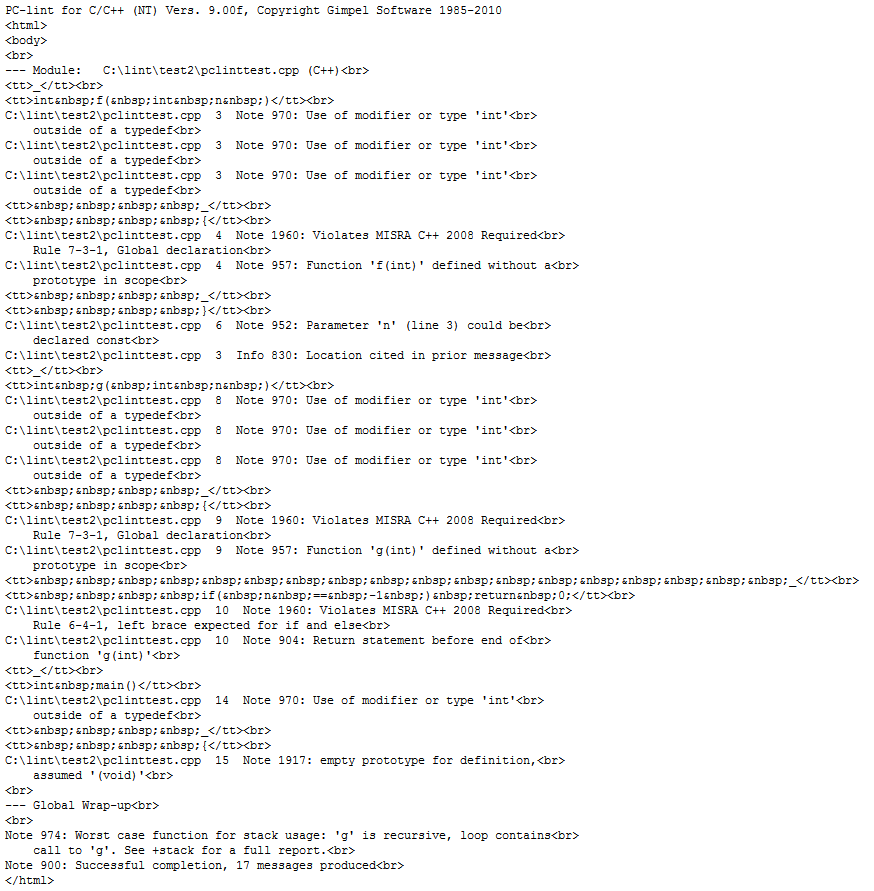 PC-lint for C/C++ (NT) Vers. 9.00f, Copyright Gimpel Software 1985-2010
<html>
<body>
<br>
--- Module:   C:\lint\test2\pclinttest.cpp (C++)<br>
<tt>_</tt><br>
<tt>int&nbsp;f(&nbsp;int&nbsp;n&nbsp;)</tt><br>
C:\lint\test2\pclinttest.cpp  3  Note 970: Use of modifier or type 'int'<br>
    outside of a typedef<br>
C:\lint\test2\pclinttest.cpp  3  Note 970: Use of modifier or type 'int'<br>
    outside of a typedef<br>
C:\lint\test2\pclinttest.cpp  3  Note 970: Use of modifier or type 'int'<br>
    outside of a typedef<br>
<tt>&nbsp;&nbsp;&nbsp;&nbsp;_</tt><br>
<tt>&nbsp;&nbsp;&nbsp;&nbsp;{</tt><br>
C:\lint\test2\pclinttest.cpp  4  Note 1960: Violates MISRA C++ 2008 Required<br>
    Rule 7-3-1, Global declaration<br>
C:\lint\test2\pclinttest.cpp  4  Note 957: Function 'f(int)' defined without a<br>
    prototype in scope<br>
<tt>&nbsp;&nbsp;&nbsp;&nbsp;_</tt><br>
<tt>&nbsp;&nbsp;&nbsp;&nbsp;}</tt><br>
C:\lint\test2\pclinttest.cpp  6  Note 952: Parameter 'n' (line 3) could be<br>
    declared const<br>
C:\lint\test2\pclinttest.cpp  3  Info 830: Location cited in prior message<br>
<tt>_</tt><br>
<tt>int&nbsp;g(&nbsp;int&nbsp;n&nbsp;)</tt><br>
C:\lint\test2\pclinttest.cpp  8  Note 970: Use of modifier or type 'int'<br>
    outside of a typedef<br>
C:\lint\test2\pclinttest.cpp  8  Note 970: Use of modifier or type 'int'<br>
    outside of a typedef<br>
C:\lint\test2\pclinttest.cpp  8  Note 970: Use of modifier or type 'int'<br>
    outside of a typedef<br>
<tt>&nbsp;&nbsp;&nbsp;&nbsp;_</tt><br>
<tt>&nbsp;&nbsp;&nbsp;&nbsp;{</tt><br>
C:\lint\test2\pclinttest.cpp  9  Note 1960: Violates MISRA C++ 2008 Required<br>
    Rule 7-3-1, Global declaration<br>
C:\lint\test2\pclinttest.cpp  9  Note 957: Function 'g(int)' defined without a<br>
    prototype in scope<br>
<tt>&nbsp;&nbsp;&nbsp;&nbsp;&nbsp;&nbsp;&nbsp;&nbsp;&nbsp;&nbsp;&nbsp;&nbsp;&nbsp;&nbsp;&nbsp;&nbsp;&nbsp;&nbsp;_</tt><br>
<tt>&nbsp;&nbsp;&nbsp;&nbsp;if(&nbsp;n&nbsp;==&nbsp;-1&nbsp;)&nbsp;return&nbsp;0;</tt><br>
C:\lint\test2\pclinttest.cpp  10  Note 1960: Violates MISRA C++ 2008 Required<br>
    Rule 6-4-1, left brace expected for if and else<br>
C:\lint\test2\pclinttest.cpp  10  Note 904: Return statement before end of<br>
    function 'g(int)'<br>
<tt>_</tt><br>
<tt>int&nbsp;main()</tt><br>
C:\lint\test2\pclinttest.cpp  14  Note 970: Use of modifier or type 'int'<br>
    outside of a typedef<br>
<tt>&nbsp;&nbsp;&nbsp;&nbsp;_</tt><br>
<tt>&nbsp;&nbsp;&nbsp;&nbsp;{</tt><br>
C:\lint\test2\pclinttest.cpp  15  Note 1917: empty prototype for definition,<br>
    assumed '(void)'<br>
<br>
--- Global Wrap-up<br>
<br>
Note 974: Worst case function for stack usage: 'g' is recursive, loop contains<br>
    call to 'g'. See +stack for a full report.<br>
Note 900: Successful completion, 17 messages produced<br>
</html>